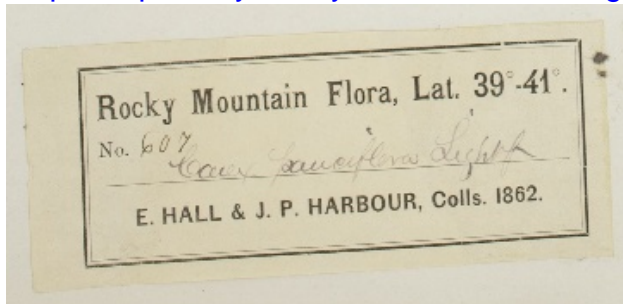 Rocky Mountain Flora, Lat. 39°-41°.
No. 607
Carex pauciflora Lightf
E. HALL & J. P. HARBOUR, Colls. 1862.